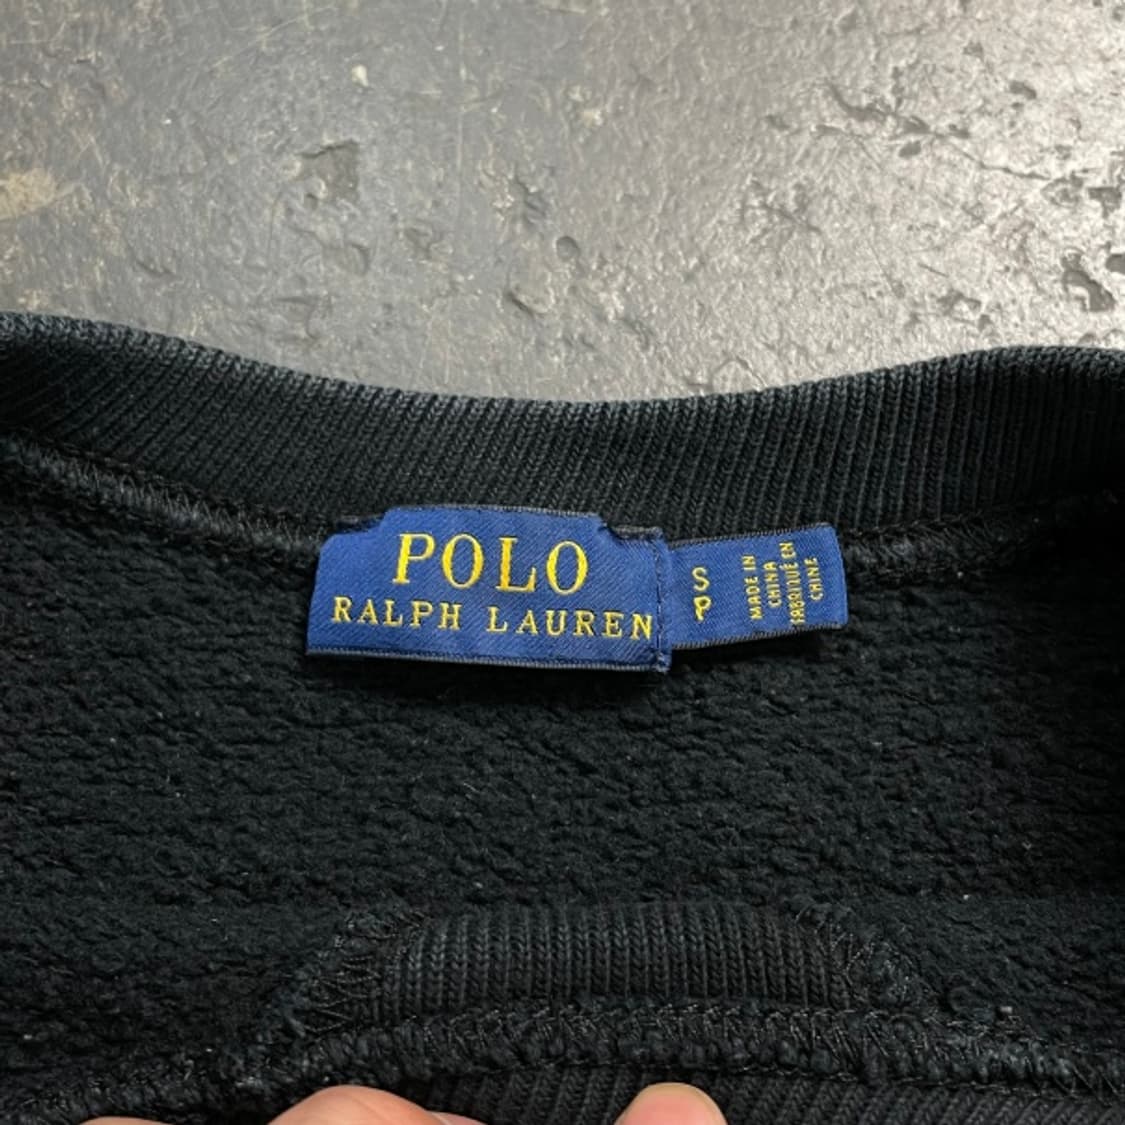 POLO
RALPH LAUREN
S
P
MADE IN
CHINA
FABRIQUÉ EN
CHINE